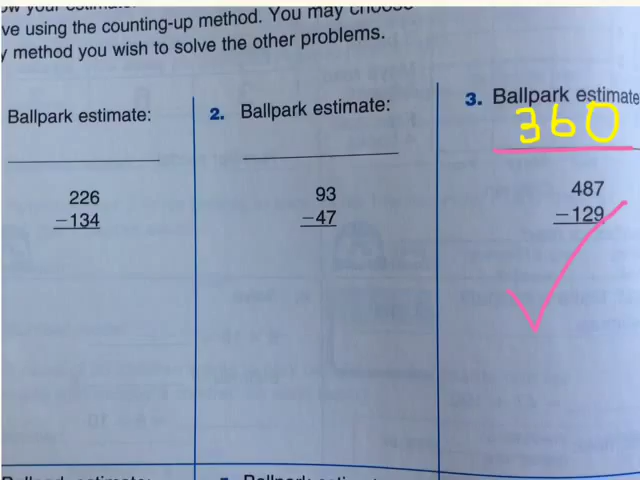 ve using the counting-up method. You may choose
y method you wish to solve the other problems.
Ballpark estimate:
226
−134
2. Ballpark estimate:
93
−47
3. Ballpark estimate
360
487
−129